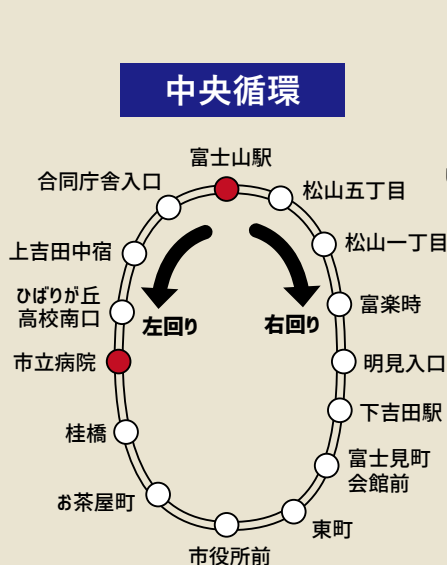 中央循環
富士山駅
合同庁舎入口
松山五丁目
上吉田中宿
松山一丁目
ひばりが丘
高校南口
富楽時
左回り
右回り
市立病院
明見入口
下吉田駅
桂橋
富士見町
会館前
お茶屋町
東町
市役所前